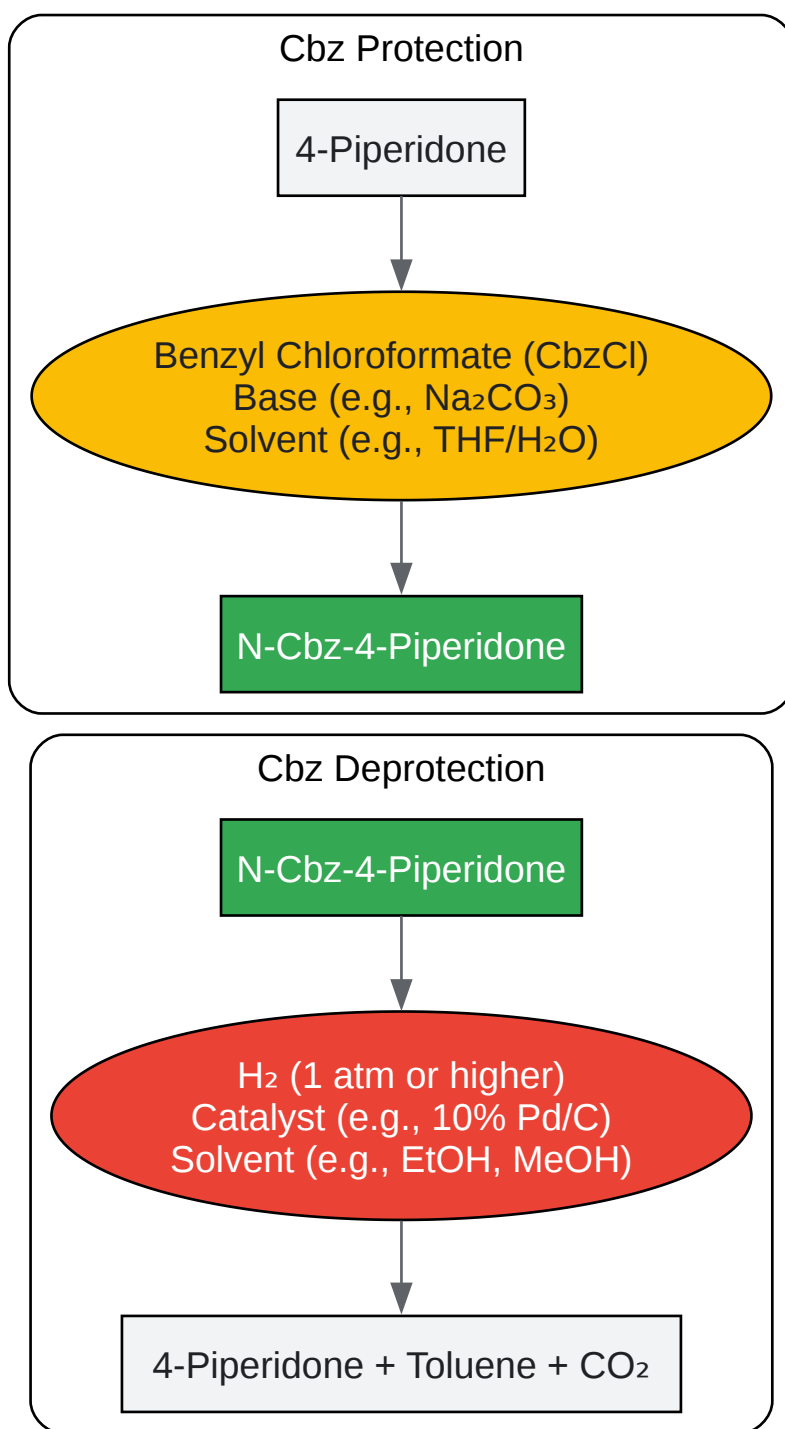 Cbz Protection
4-Piperidone
Benzyl Chloroformate (CbzCl)
Base (e.g., Na₂CO₃)
Solvent (e.g., THF/H₂O)
N-Cbz-4-Piperidone
Cbz Deprotection
N-Cbz-4-Piperidone
H₂ (1 atm or higher)
Catalyst (e.g., 10% Pd/C)
Solvent (e.g., EtOH, MeOH)
4-Piperidone + Toluene + CO₂